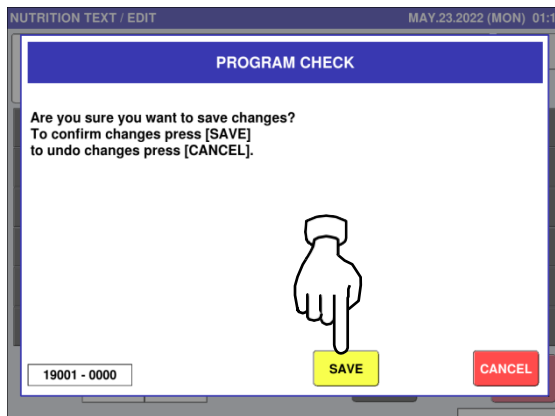 NUTRITION TEXT / EDIT MAY.23.2022 (MON) 01:1
PROGRAM CHECK
Are you sure you want to save changes?
To confirm changes press [SAVE]
to undo changes press [CANCEL].
19001 - 0000 SAVE CANCEL